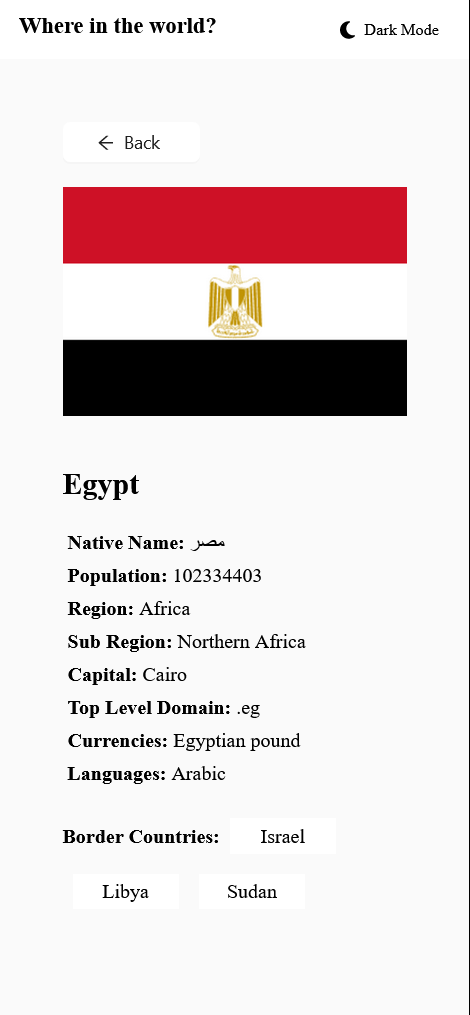 Where in the world?
Dark Mode
Back
Egypt
Native Name: مصر
Population: 102334403
Region: Africa
Sub Region: Northern Africa
Capital: Cairo
Top Level Domain: .eg
Currencies: Egyptian pound
Languages: Arabic
Border Countries: Israel
Libya Sudan